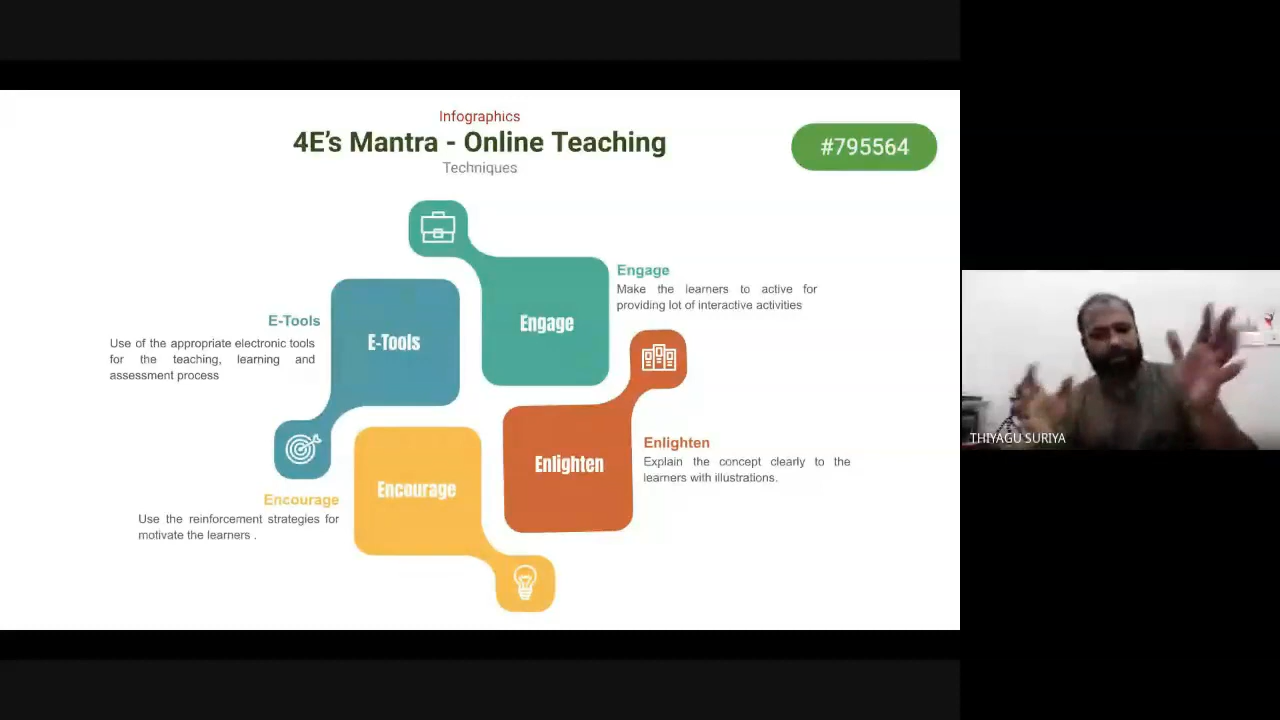 Infographics
4E's Mantra - Online Teaching
Techniques
#795564
Engage
Make the learners to active for
providing lot of interactive activities
Engage
E-Tools
Use of the appropriate electronic tools
for the teaching, learning and
assessment process
E-Tools
Enlighten
Enlighten
Explain the concept clearly to the
learners with illustrations.
Encourage
Encourage
Use the reinforcement strategies for
motivate the learners .
THIYAGU SURIYA